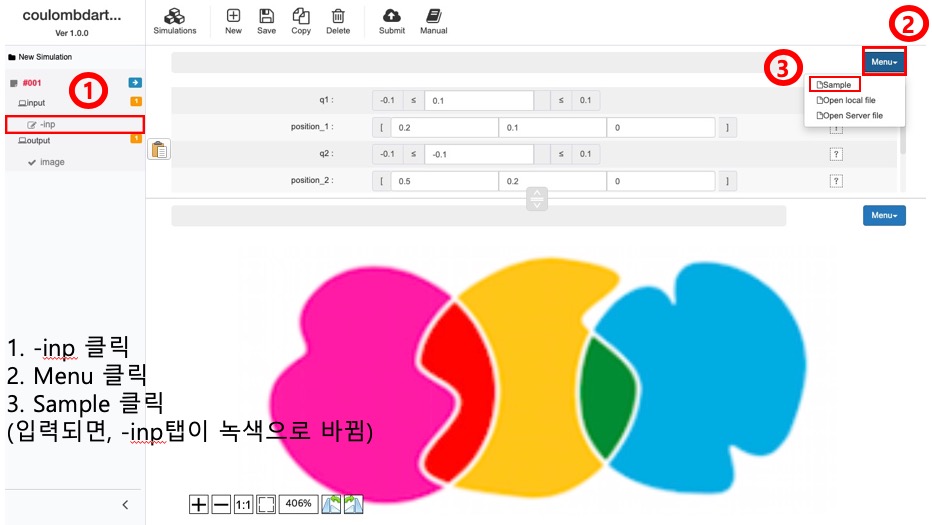 coulombdart...
Ver 1.0.0
Simulations New Save Copy Delete Submit Manual
②
New Simulation
#001
①
input 1
-inp
output 1
image
Menu
③
Sample
Open local file
Open Server file
q1 : -0.1 ≤ 0.1 ≤ 0.1
position_1 : [ 0.2 0.1 0 ] ?
q2 : -0.1 ≤ -0.1 ≤ 0.1 ?
position_2 : [ 0.5 0.2 0 ] ?
Menu
1. -inp 클릭
2. Menu 클릭
3. Sample 클릭
(입력되면, -inp탭이 녹색으로 바뀜)
1:1 406%